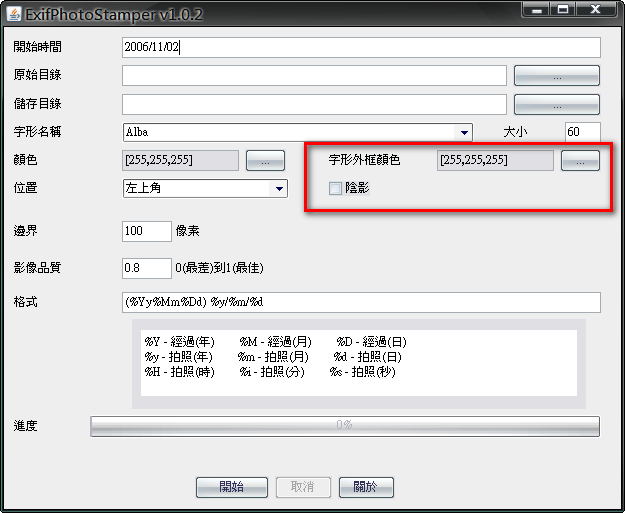 ExifPhotoStamper v1.0.2
開始時間 2006/11/02
原始目錄 ...
儲存目錄 ...
字形名稱 Alba 大小 60
顏色 [255,255,255] ... 字形外框顏色 [255,255,255] ...
位置 左上角 陰影
邊界 100 像素
影像品質 0.8 0(最差)到1(最佳)
格式 (%Yy%Mm%Dd) %y/%m/%d
%Y - 經過(年) %M - 經過(月) %D - 經過(日)
%y - 拍照(年) %m - 拍照(月) %d - 拍照(日)
%H - 拍照(時) %i - 拍照(分) %s - 拍照(秒)
進度 0%
開始 取消 關於